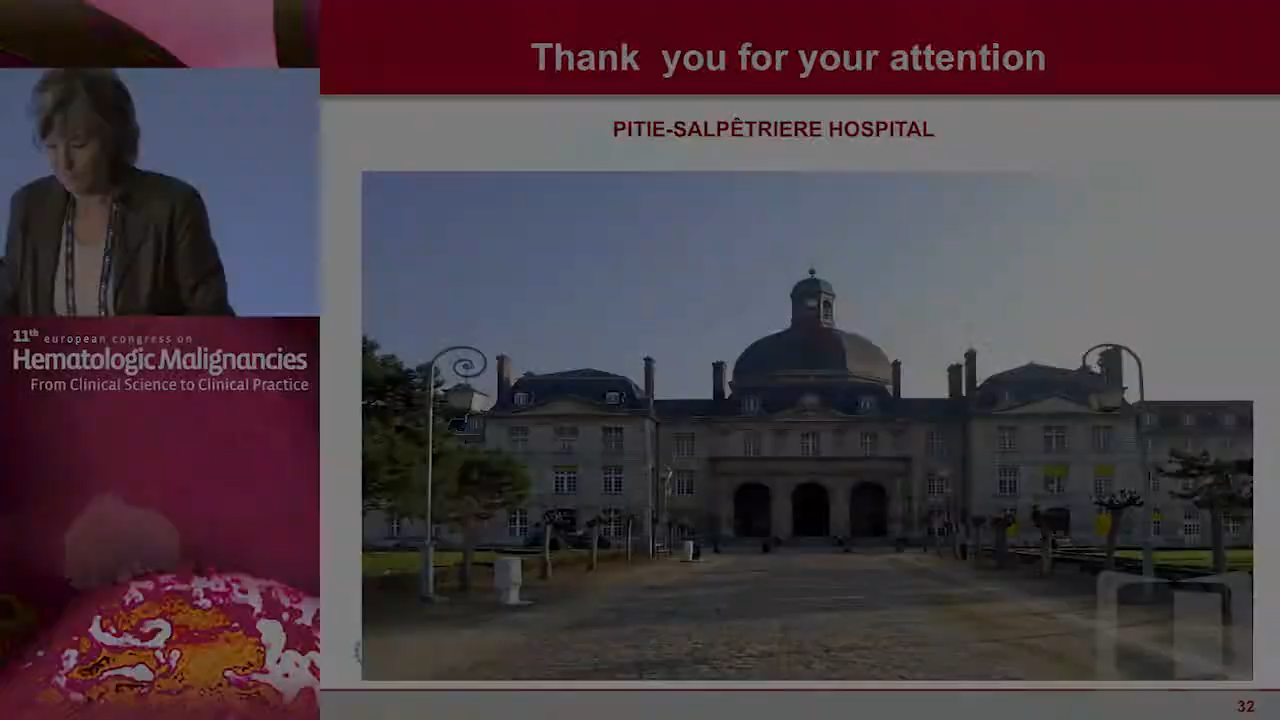 Thank you for your attention
PITIE-SALPÊTRIERE HOSPITAL
11th european congress on
Hematologic Malignancies
From Clinical Science to Clinical Practice
32